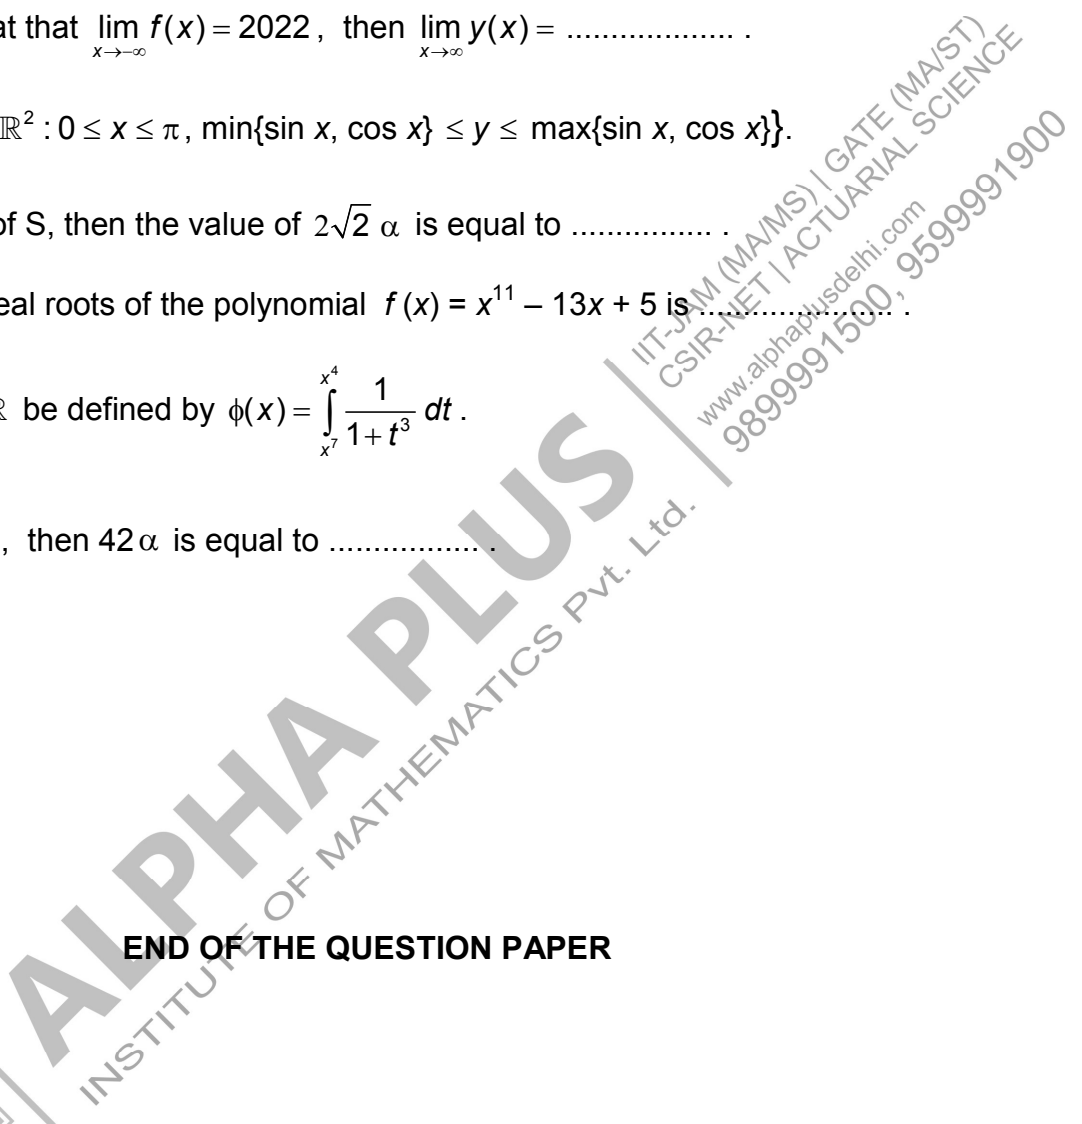 at that lim f(x) = 2022, then lim y(x) = ................... .
x→−∞ x→∞
ℝ² : 0 ≤ x ≤ π, min{sin x, cos x} ≤ y ≤ max{sin x, cos x}}.
of S, then the value of 2√2 α is equal to ................ .
eal roots of the polynomial f (x) = x¹¹ – 13x + 5 is ...................... .
ℝ be defined by ϕ(x) = ∫_{x⁷}^{x⁴} 1/(1+t³) dt .
, then 42α is equal to ................. .
END OF THE QUESTION PAPER
ALPHA PLUS
INSTITUTE OF MATHEMATICS Pvt. Ltd.
IIT-JAM (MA/MS) | GATE (MA/ST)
CSIR-NET | ACTUARIAL SCIENCE
www.alphaplusdelhi.com
9899991500, 9599991900